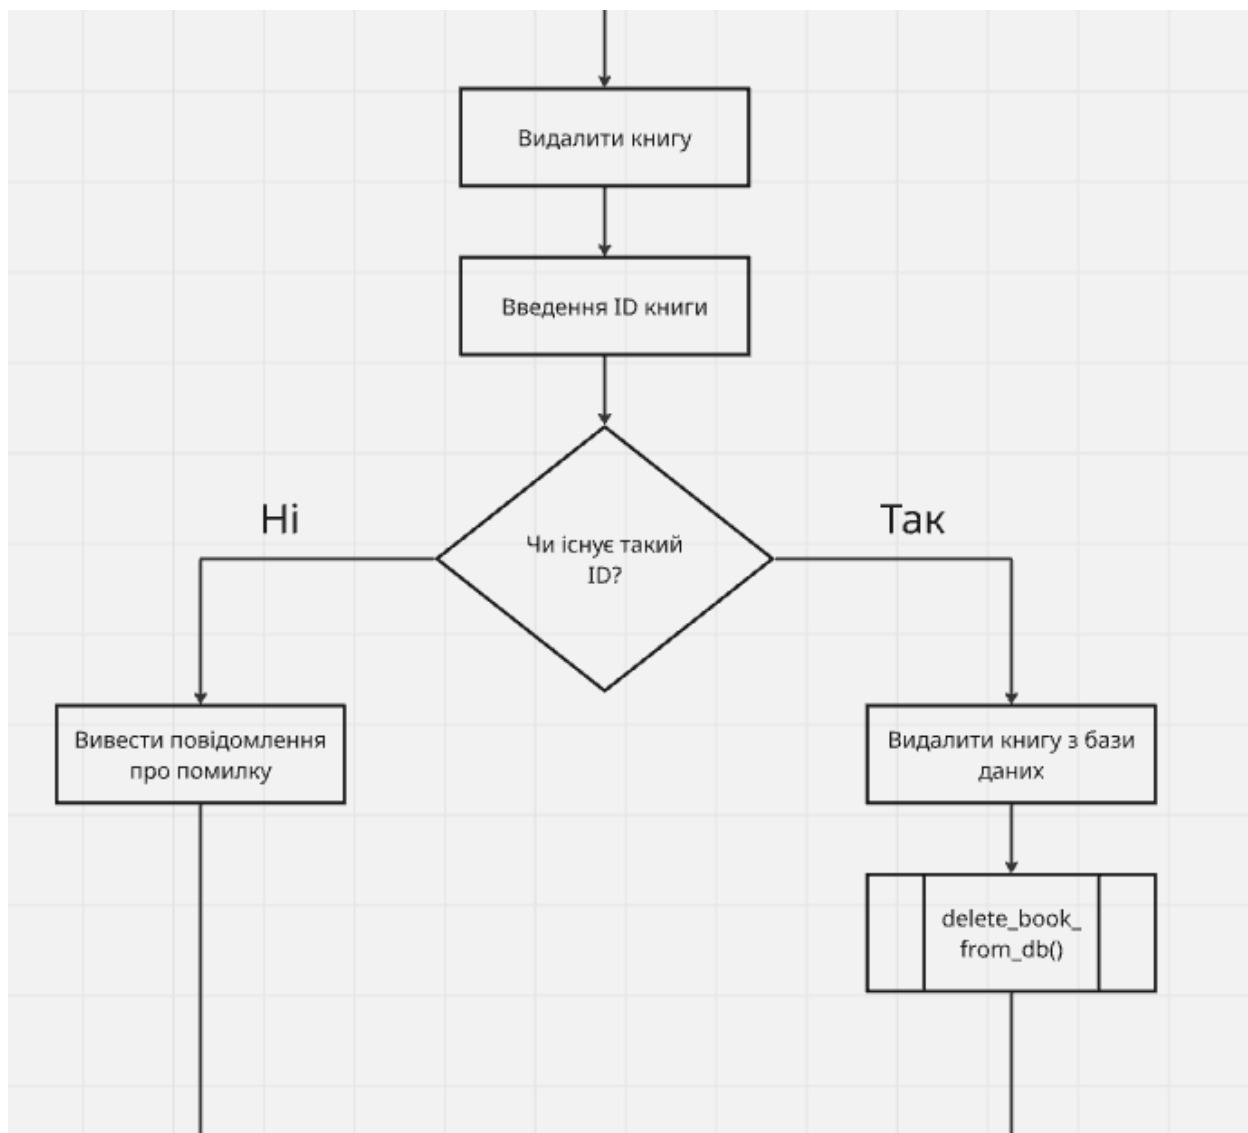 Видалити книгу
Введення ID книги
Ні
Так
Чи існує такий
ID?
Вивести повідомлення
про помилку
Видалити книгу з бази
даних
delete_book_
from_db()